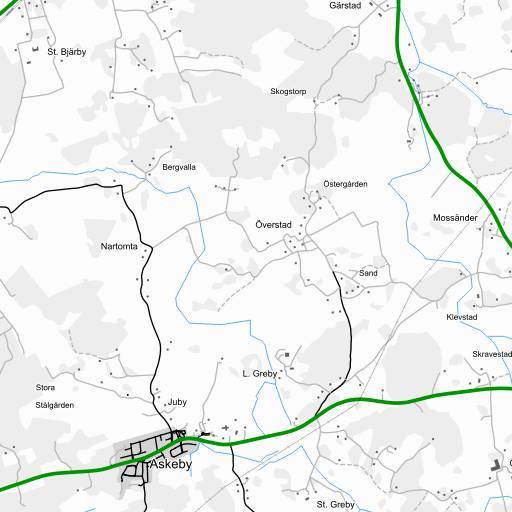 Gärstad
St. Bjärby
Skogstorp
Bergvalla
Östergården
Mossänder
Överstad
Nartomta
Sand
Klevstad
Skravestad
L. Greby
Stora
Stålgården
Juby
Askeby
St. Greby